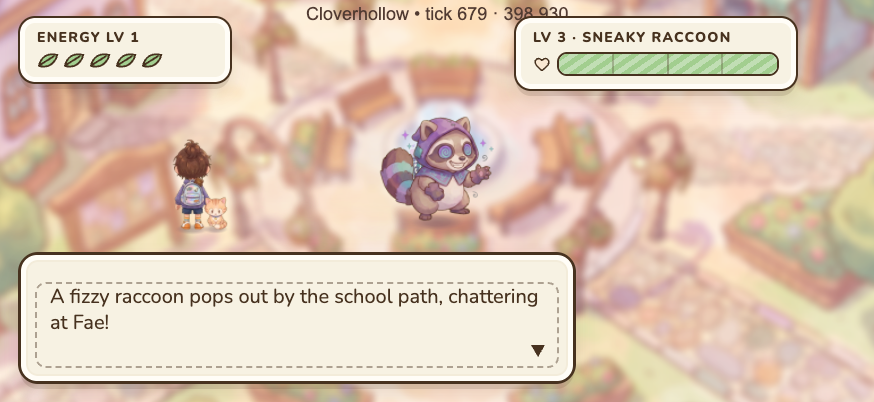 Cloverhollow • tick 679 · 398,930
ENERGY LV 1
LV 3 · SNEAKY RACCOON
A fizzy raccoon pops out by the school path, chattering
at Fae!